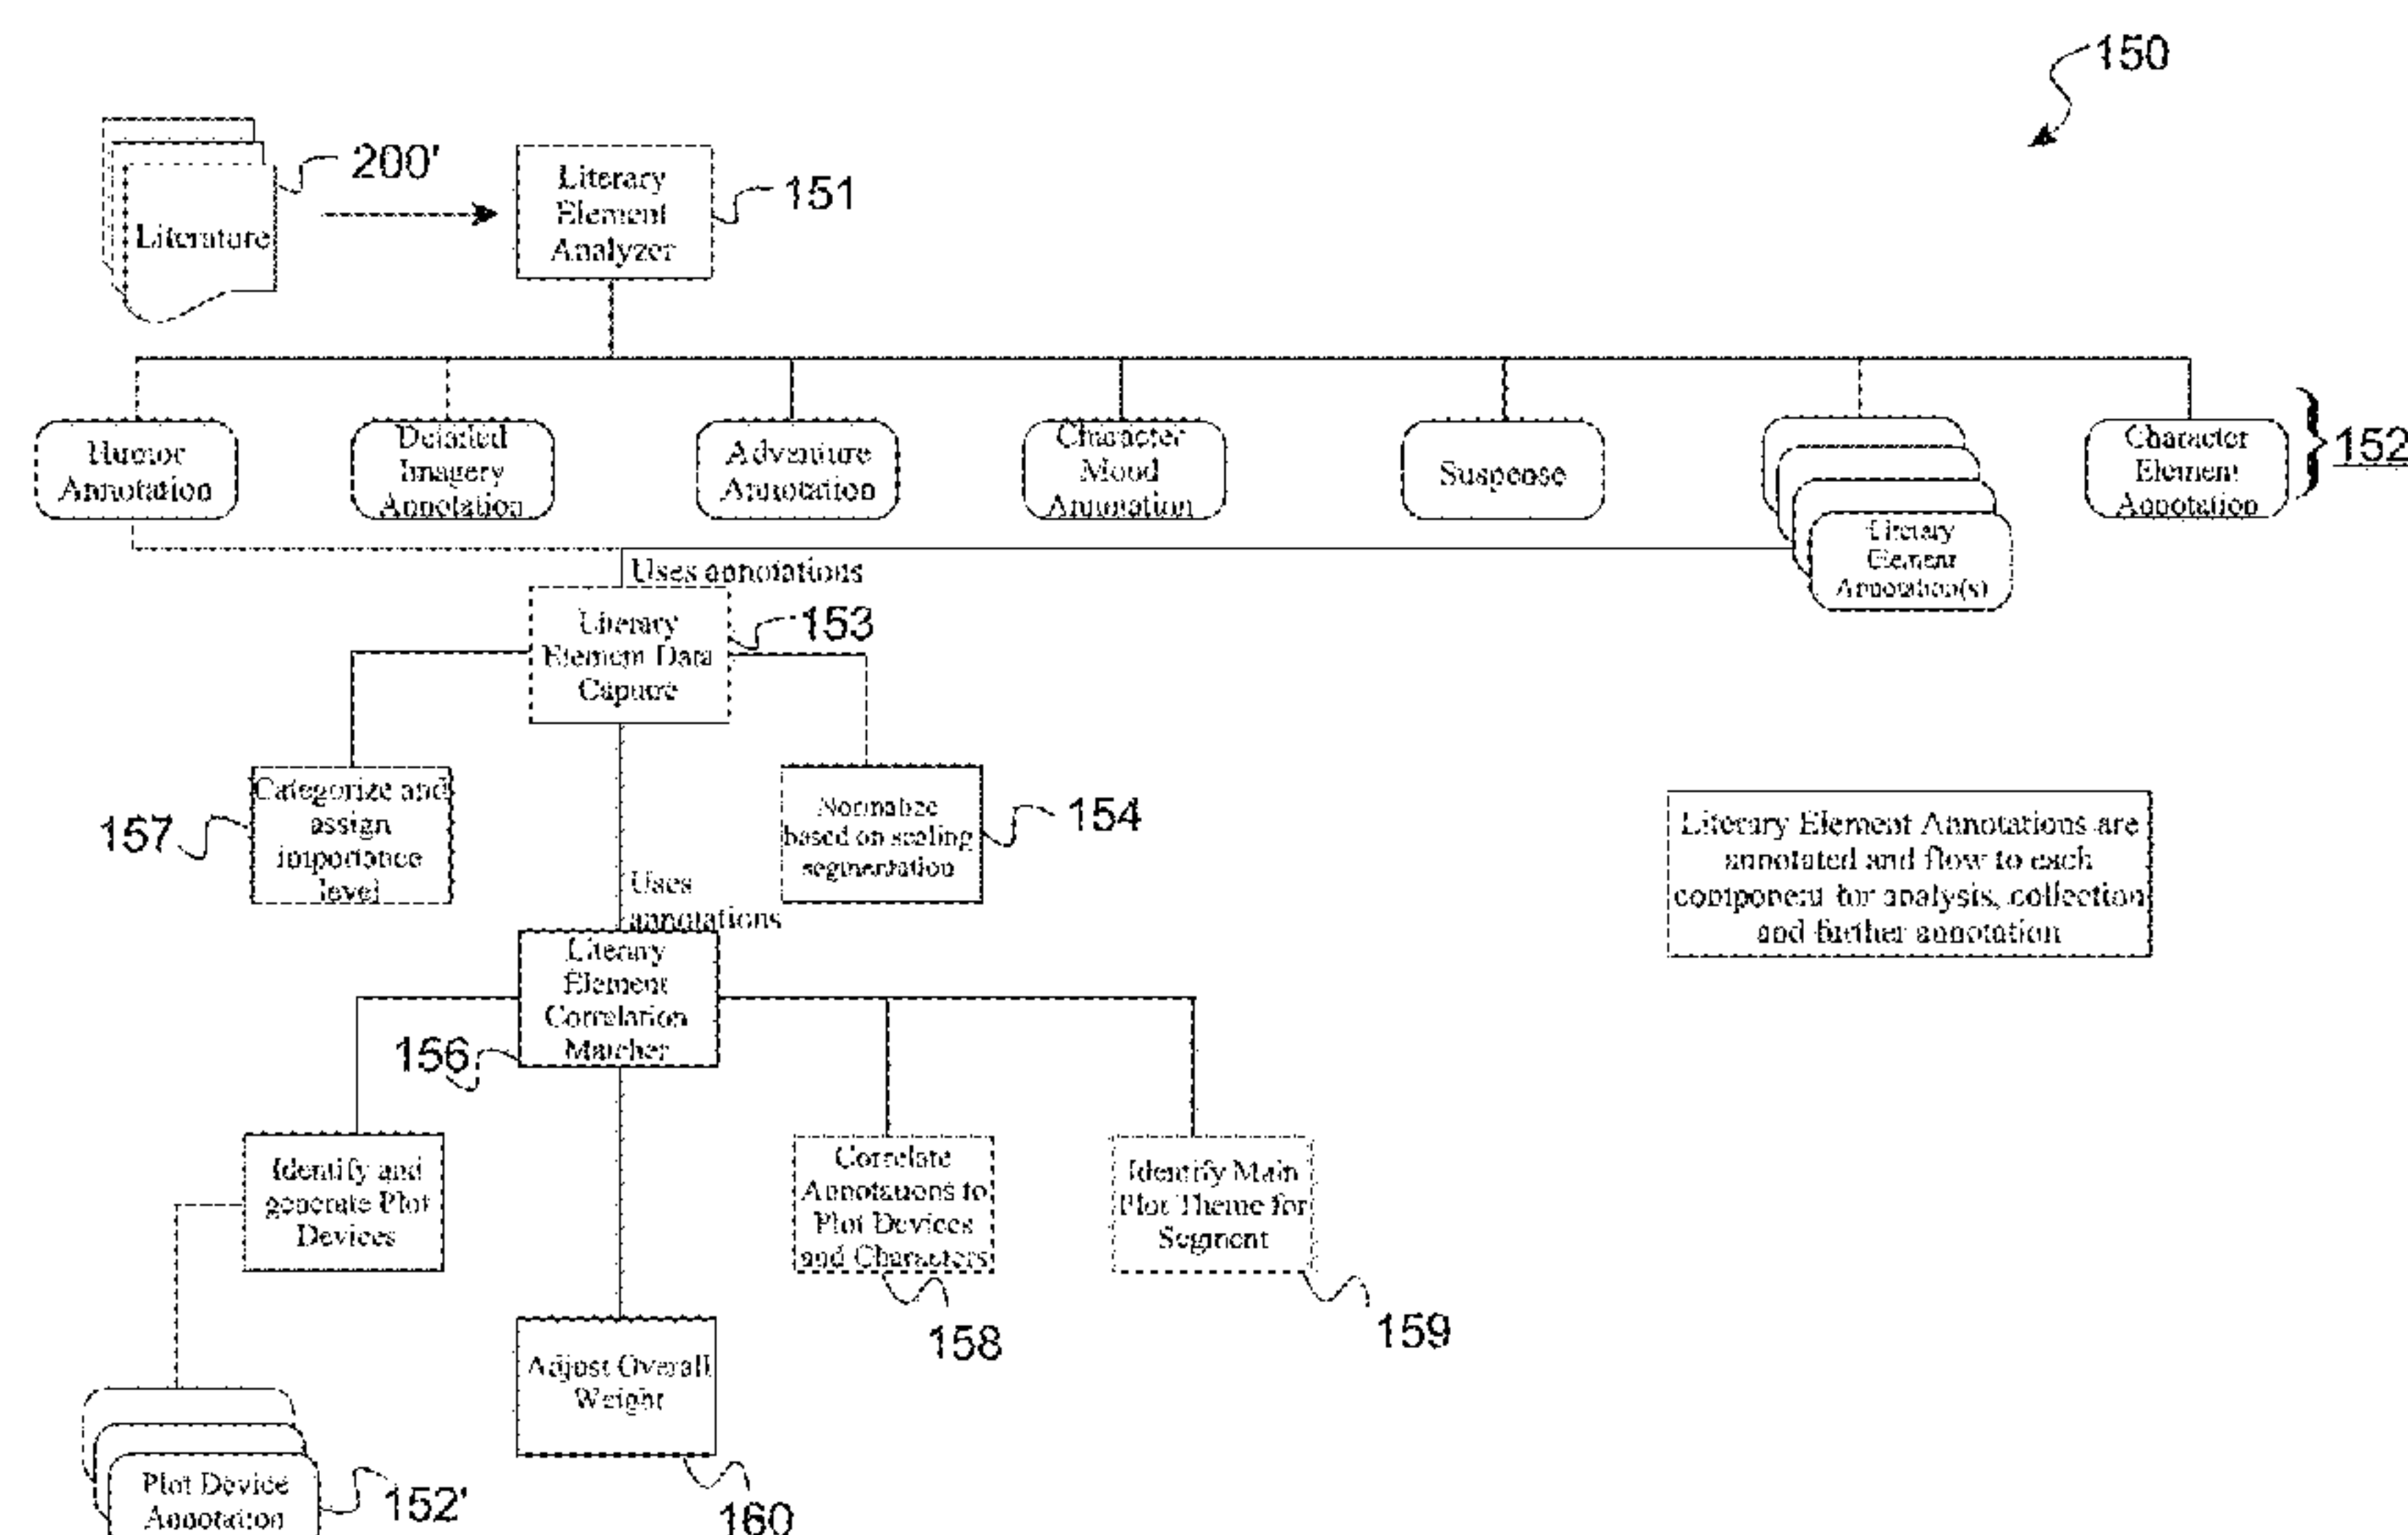 150
200'
Literature
Literary
Element
Analyzer
151
Humor
Annotation
Detailed
Imagery
Annotation
Adventure
Annotation
Character
Mood
Annotation
Suspense
Literary
Element
Annotation(s)
Character
Element
Annotation
152
Uses annotations
Literary
Element Data
Capture
153
Categorize and
assign
importance
level
157
Normalize
based on scaling
segmentation
154
Literary Element Annotations are
annotated and flow to each
component for analysis, collection
and further annotation
Uses
annotations
Literary
Element
Correlation
Matcher
156
Identify and
generate Plot
Devices
Correlate
Annotations to
Plot Devices
and Characters
158
Identify Main
Plot Theme for
Segment
159
Adjust Overall
Weight
160
Plot Device
Annotation
152'